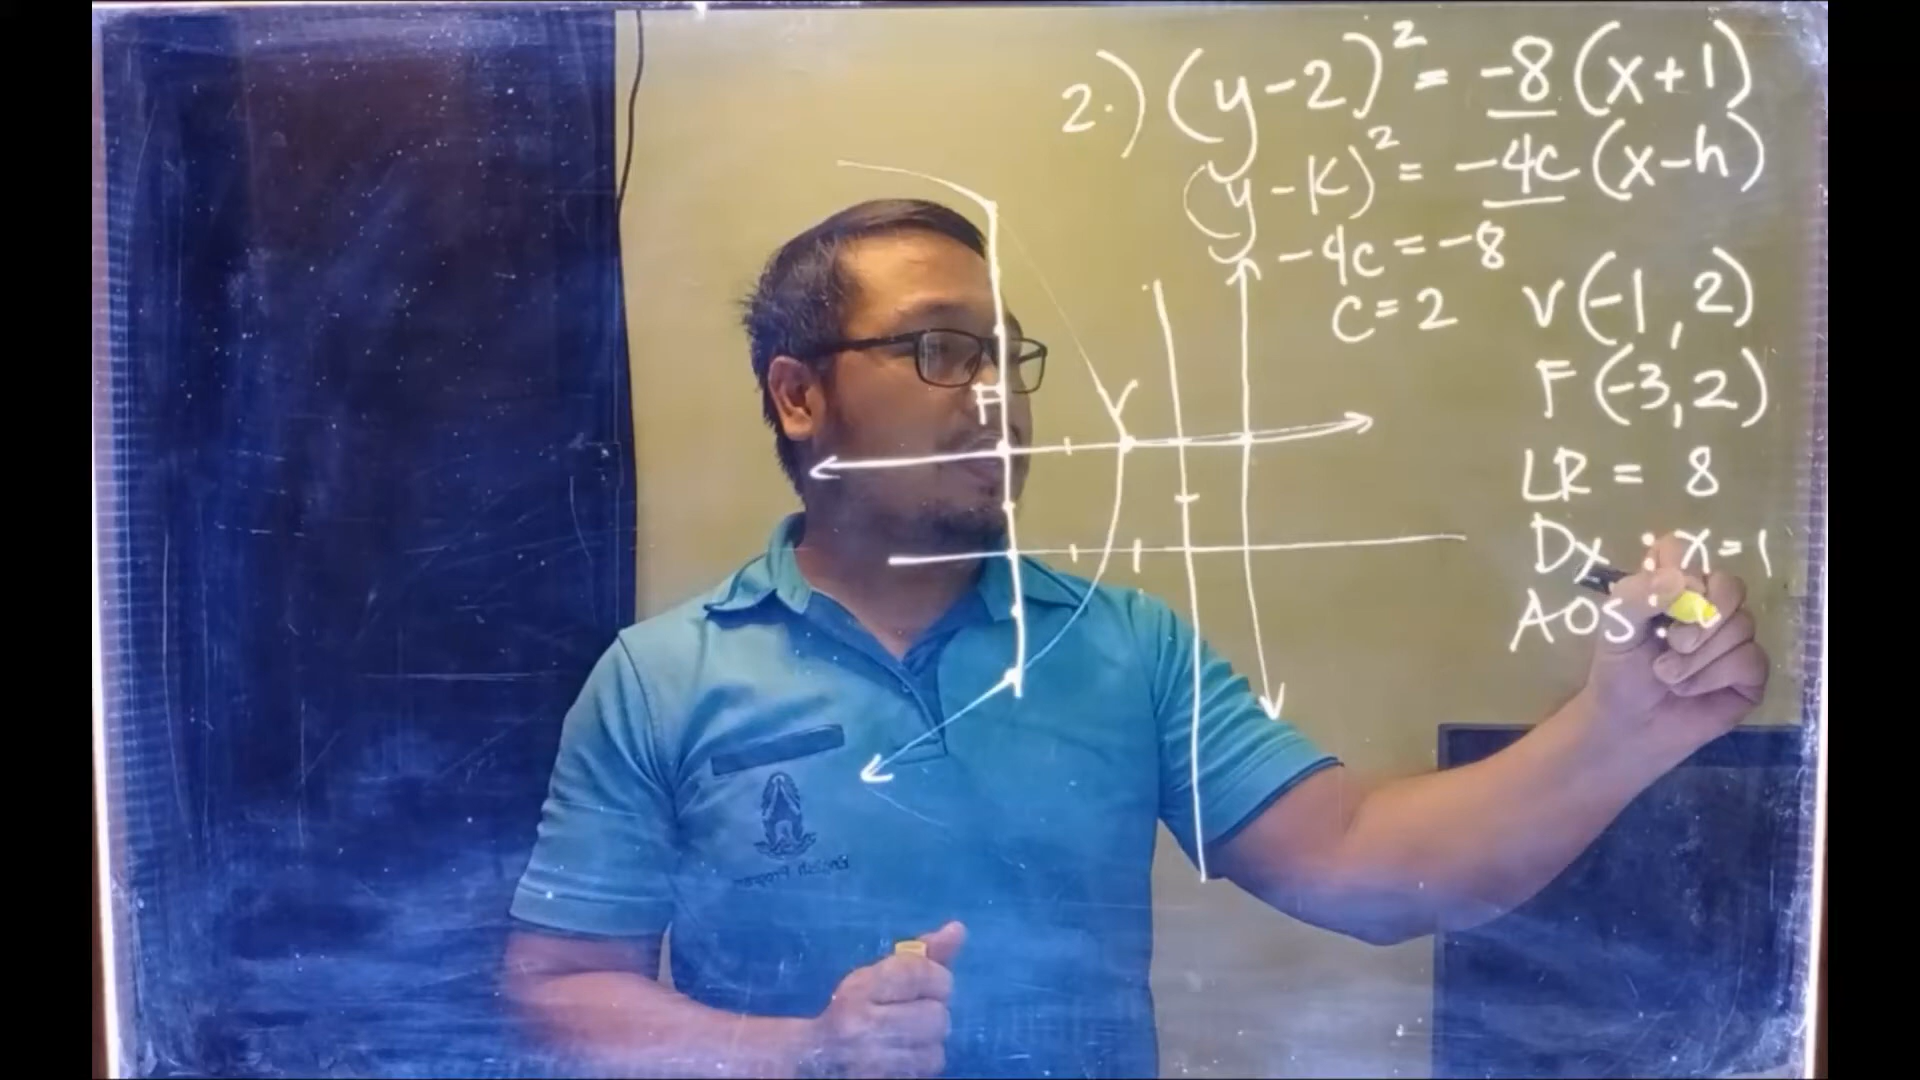 2.) (y-2)² = -8 (x+1)
(y-k)² = -4c (x-h)
-4c = -8
c = 2
V (-1, 2)
F (-3, 2)
LR = 8
Dx : x = 1
AOS :
F
V